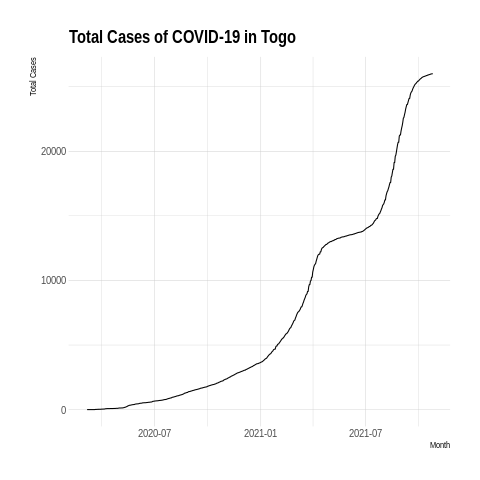 Total Cases of COVID-19 in Togo
Total Cases
20000
10000
0
2020-07
2021-01
2021-07
Month